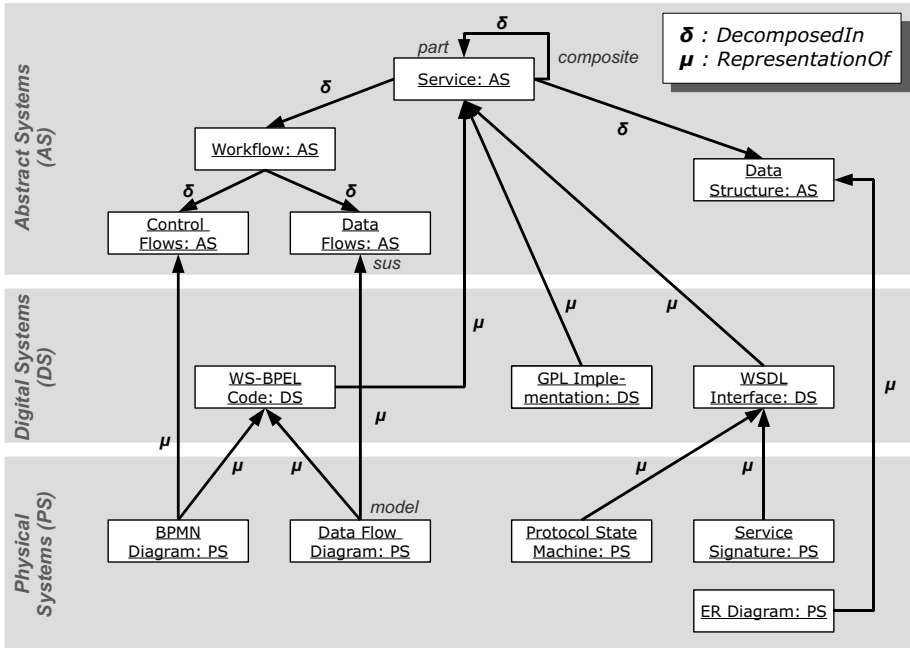 δ : DecomposedIn
μ : RepresentationOf
Abstract Systems
(AS)
δ
part
composite
Service: AS
δ
δ
Workflow: AS
Data
Structure: AS
δ
δ
Control
Flows: AS
Data
Flows: AS
sus
Digital Systems
(DS)
μ
μ
μ
WS-BPEL
Code: DS
GPL Imple-
mentation: DS
WSDL
Interface: DS
μ
μ
μ
Physical
Systems (PS)
μ
μ
μ
μ
model
BPMN
Diagram: PS
Data Flow
Diagram: PS
Protocol State
Machine: PS
Service
Signature: PS
ER Diagram: PS